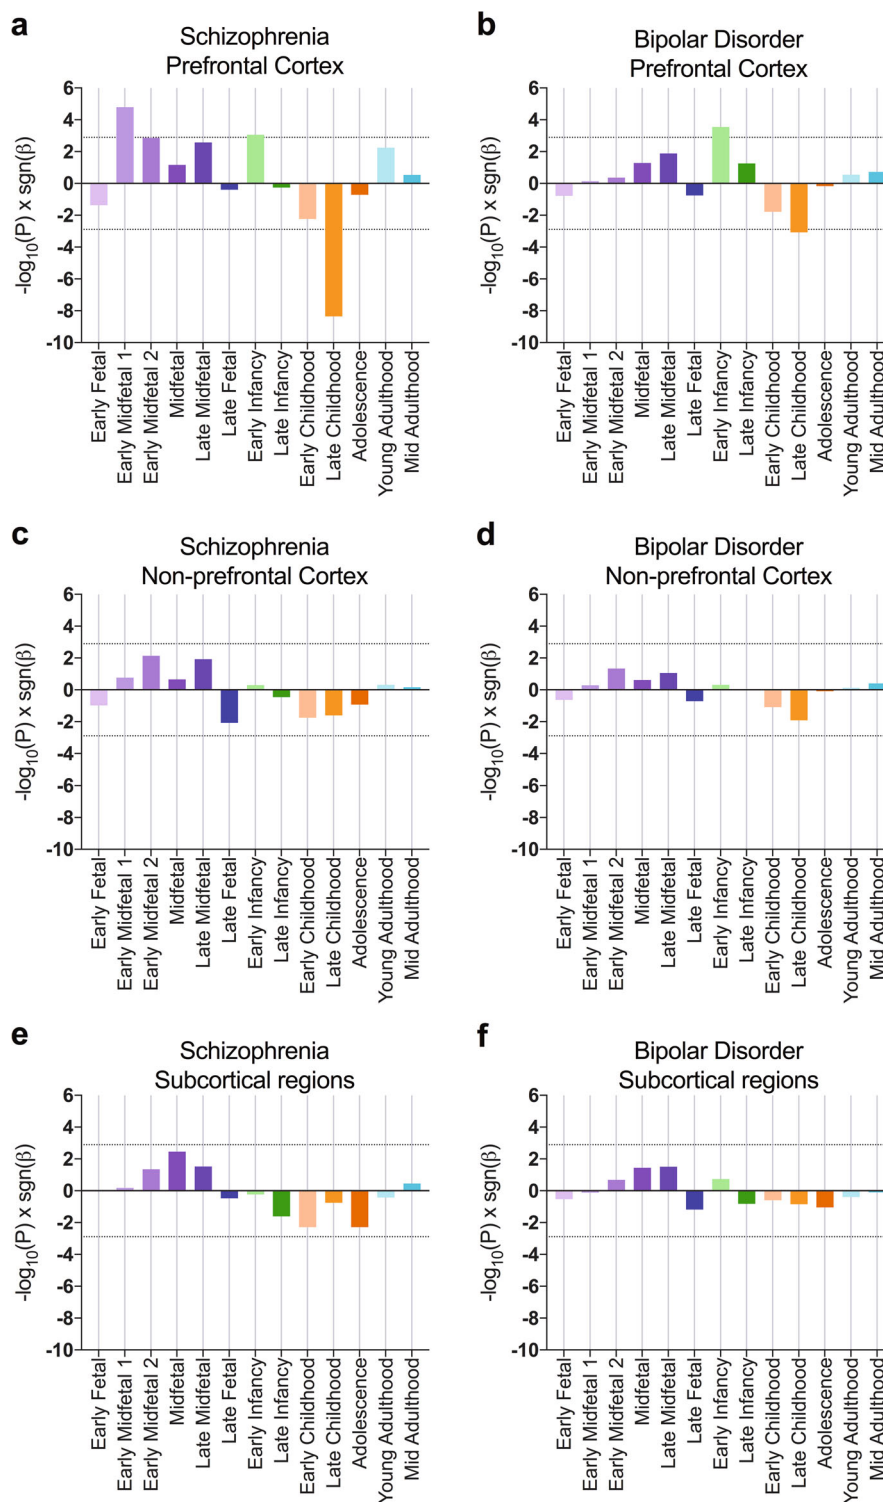 a
Schizophrenia
Prefrontal Cortex
-log10(P) x sgn(β)
6
4
2
0
-2
-4
-6
-8
-10
Early Fetal
Early Midfetal 1
Early Midfetal 2
Midfetal
Late Midfetal
Late Fetal
Early Infancy
Late Infancy
Early Childhood
Late Childhood
Adolescence
Young Adulthood
Mid Adulthood
b
Bipolar Disorder
Prefrontal Cortex
-log10(P) x sgn(β)
6
4
2
0
-2
-4
-6
-8
-10
Early Fetal
Early Midfetal 1
Early Midfetal 2
Midfetal
Late Midfetal
Late Fetal
Early Infancy
Late Infancy
Early Childhood
Late Childhood
Adolescence
Young Adulthood
Mid Adulthood
c
Schizophrenia
Non-prefrontal Cortex
-log10(P) x sgn(β)
6
4
2
0
-2
-4
-6
-8
-10
Early Fetal
Early Midfetal 1
Early Midfetal 2
Midfetal
Late Midfetal
Late Fetal
Early Infancy
Late Infancy
Early Childhood
Late Childhood
Adolescence
Young Adulthood
Mid Adulthood
d
Bipolar Disorder
Non-prefrontal Cortex
-log10(P) x sgn(β)
6
4
2
0
-2
-4
-6
-8
-10
Early Fetal
Early Midfetal 1
Early Midfetal 2
Midfetal
Late Midfetal
Late Fetal
Early Infancy
Late Infancy
Early Childhood
Late Childhood
Adolescence
Young Adulthood
Mid Adulthood
e
Schizophrenia
Subcortical regions
-log10(P) x sgn(β)
6
4
2
0
-2
-4
-6
-8
-10
Early Fetal
Early Midfetal 1
Early Midfetal 2
Midfetal
Late Midfetal
Late Fetal
Early Infancy
Late Infancy
Early Childhood
Late Childhood
Adolescence
Young Adulthood
Mid Adulthood
f
Bipolar Disorder
Subcortical regions
-log10(P) x sgn(β)
6
4
2
0
-2
-4
-6
-8
-10
Early Fetal
Early Midfetal 1
Early Midfetal 2
Midfetal
Late Midfetal
Late Fetal
Early Infancy
Late Infancy
Early Childhood
Late Childhood
Adolescence
Young Adulthood
Mid Adulthood